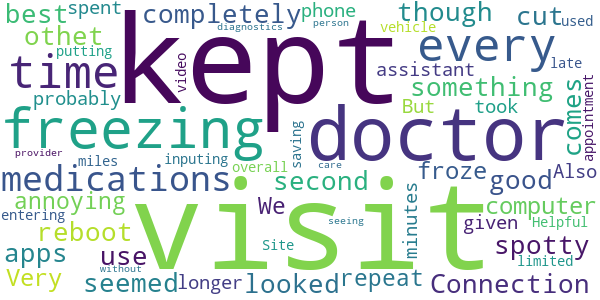 best spent completely phone person though cut used
othet diagnostics vehicle
kept every late
time video putting assistant something comes appointment
probably But took
freezing doctor
provider saving
miles inputing froze good Also
medications overall care second
annoying We minutes computer
entering seeing given Helpful
reboot visit spotty
apps use Site limited
without seemed looked repeat
Very longer Connection